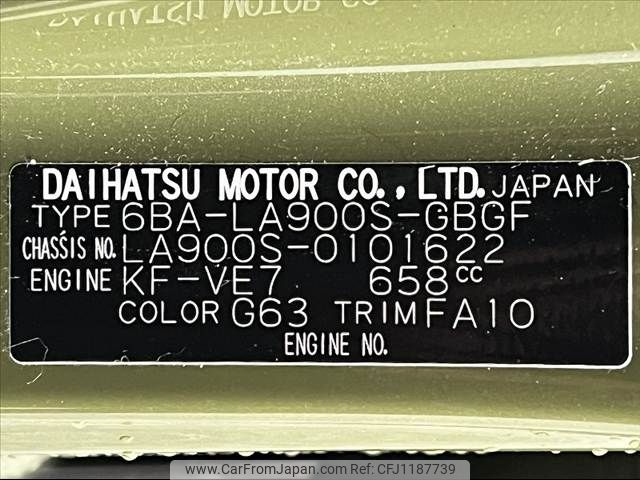 DAIHATSU MOTOR CO., LTD. JAPAN
TYPE 6BA-LA900S-GBGF
CHASSIS NO. LA900S-0101622
ENGINE KF-VE7 658cc
COLOR G63 TRIM FA10
ENGINE NO.
www.CarFromJapan.com | #CFJ1187739